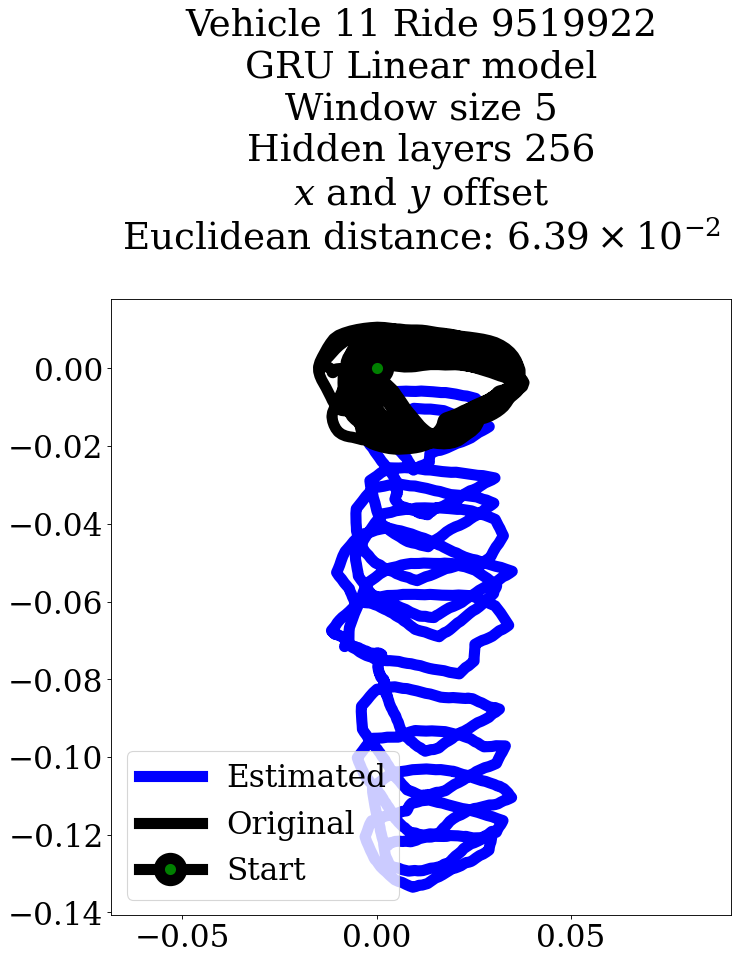 Vehicle 11 Ride 9519922
GRU Linear model
Window size 5
Hidden layers 256
x and y offset
Euclidean distance: 6.39 × 10⁻²
0.00
−0.02
−0.04
−0.06
−0.08
−0.10
−0.12
−0.14
Estimated
Original
Start
−0.05 0.00 0.05